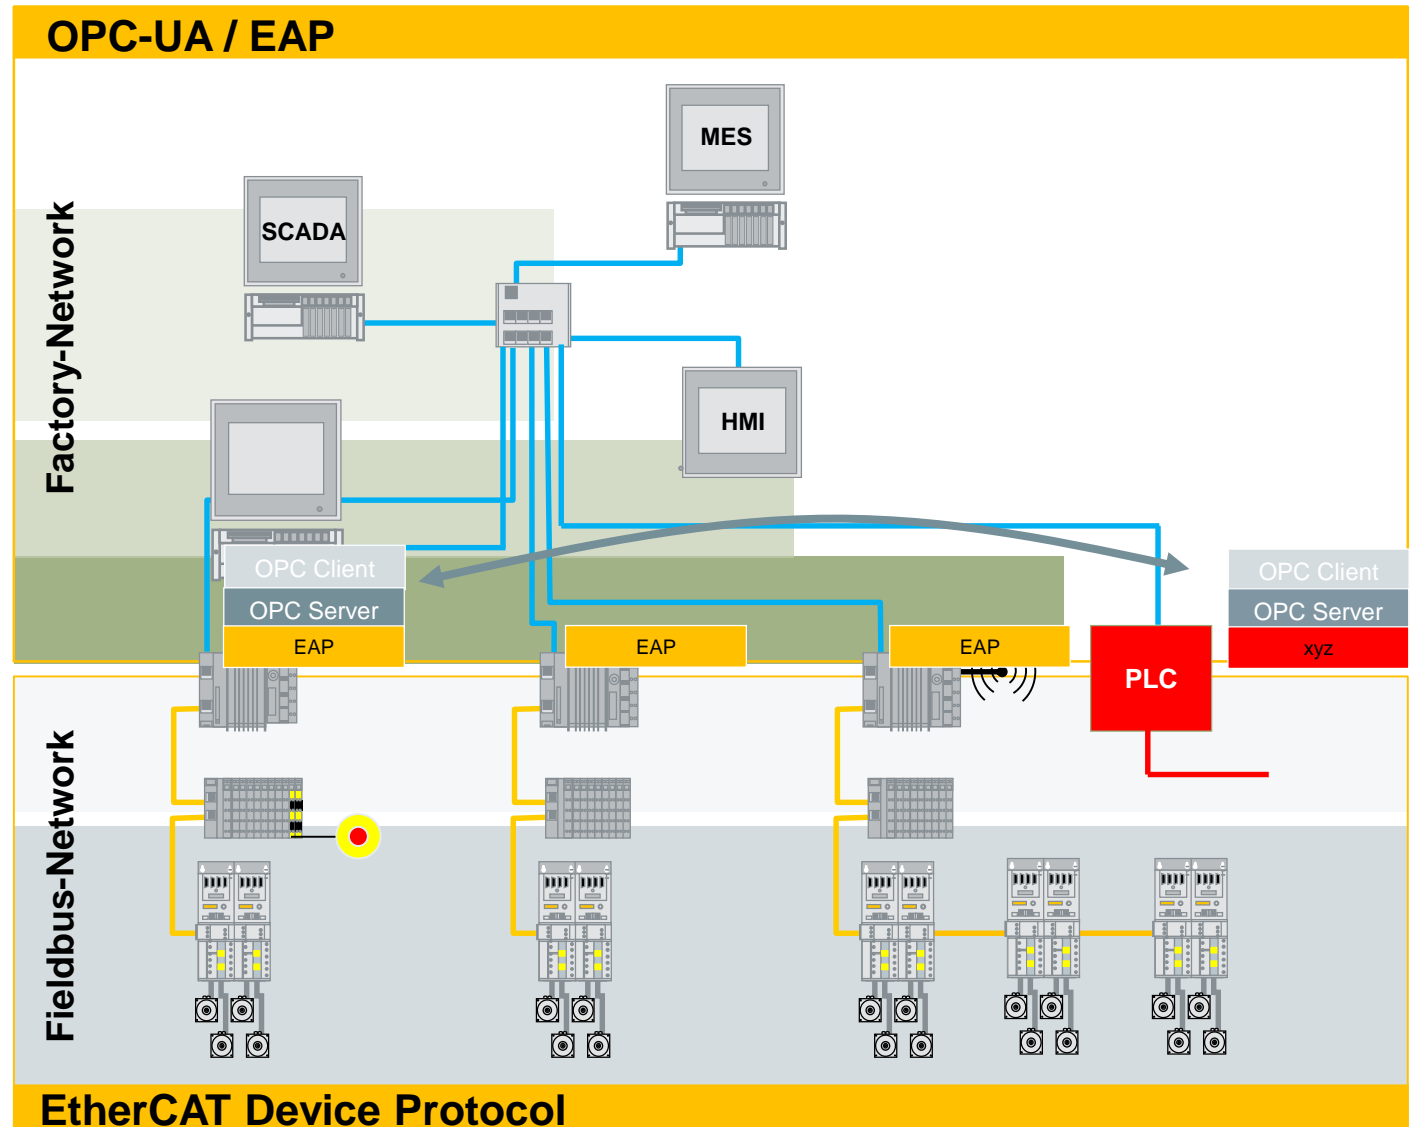 OPC-UA / EAP
MES
SCADA
Factory-Network
HMI
OPC Client
OPC Server
EAP
EAP
EAP
PLC
OPC Client
OPC Server
xyz
Fieldbus-Network
EtherCAT Device Protocol